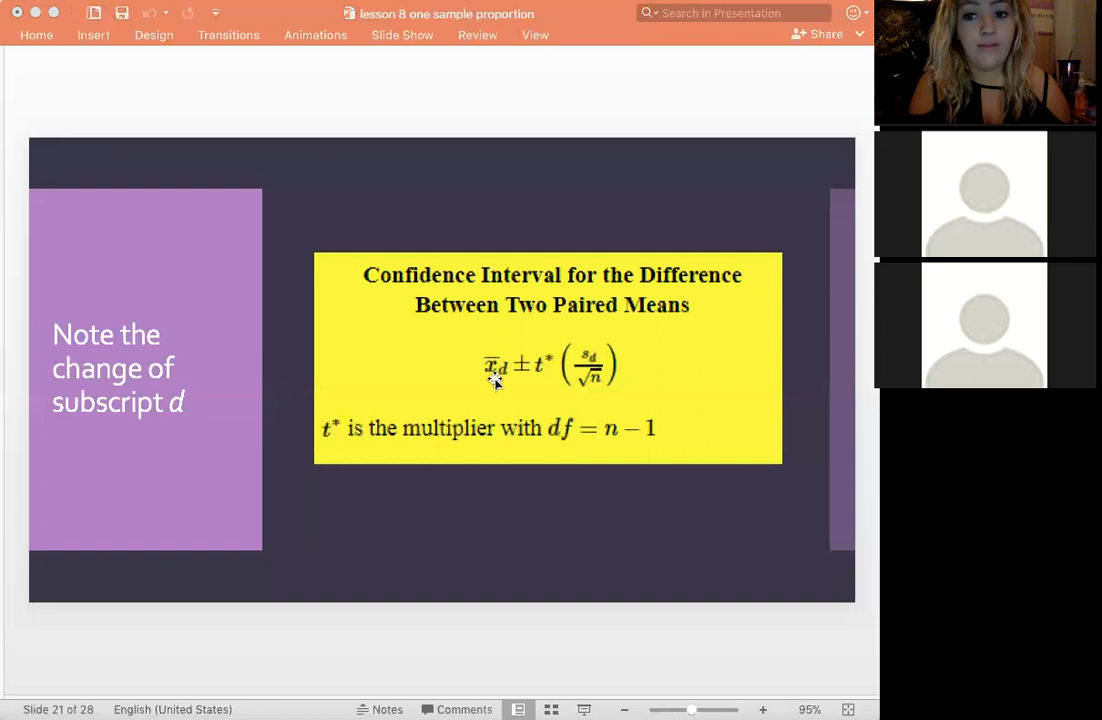 lesson 8 one sample proportion
Search in Presentation
Home Insert Design Transitions Animations Slide Show Review View
Share
Note the
change of
subscript d
Confidence Interval for the Difference
Between Two Paired Means
x̄_d ± t* (s_d / √n)
t* is the multiplier with df = n − 1
Slide 21 of 28 English (United States) Notes Comments 95%